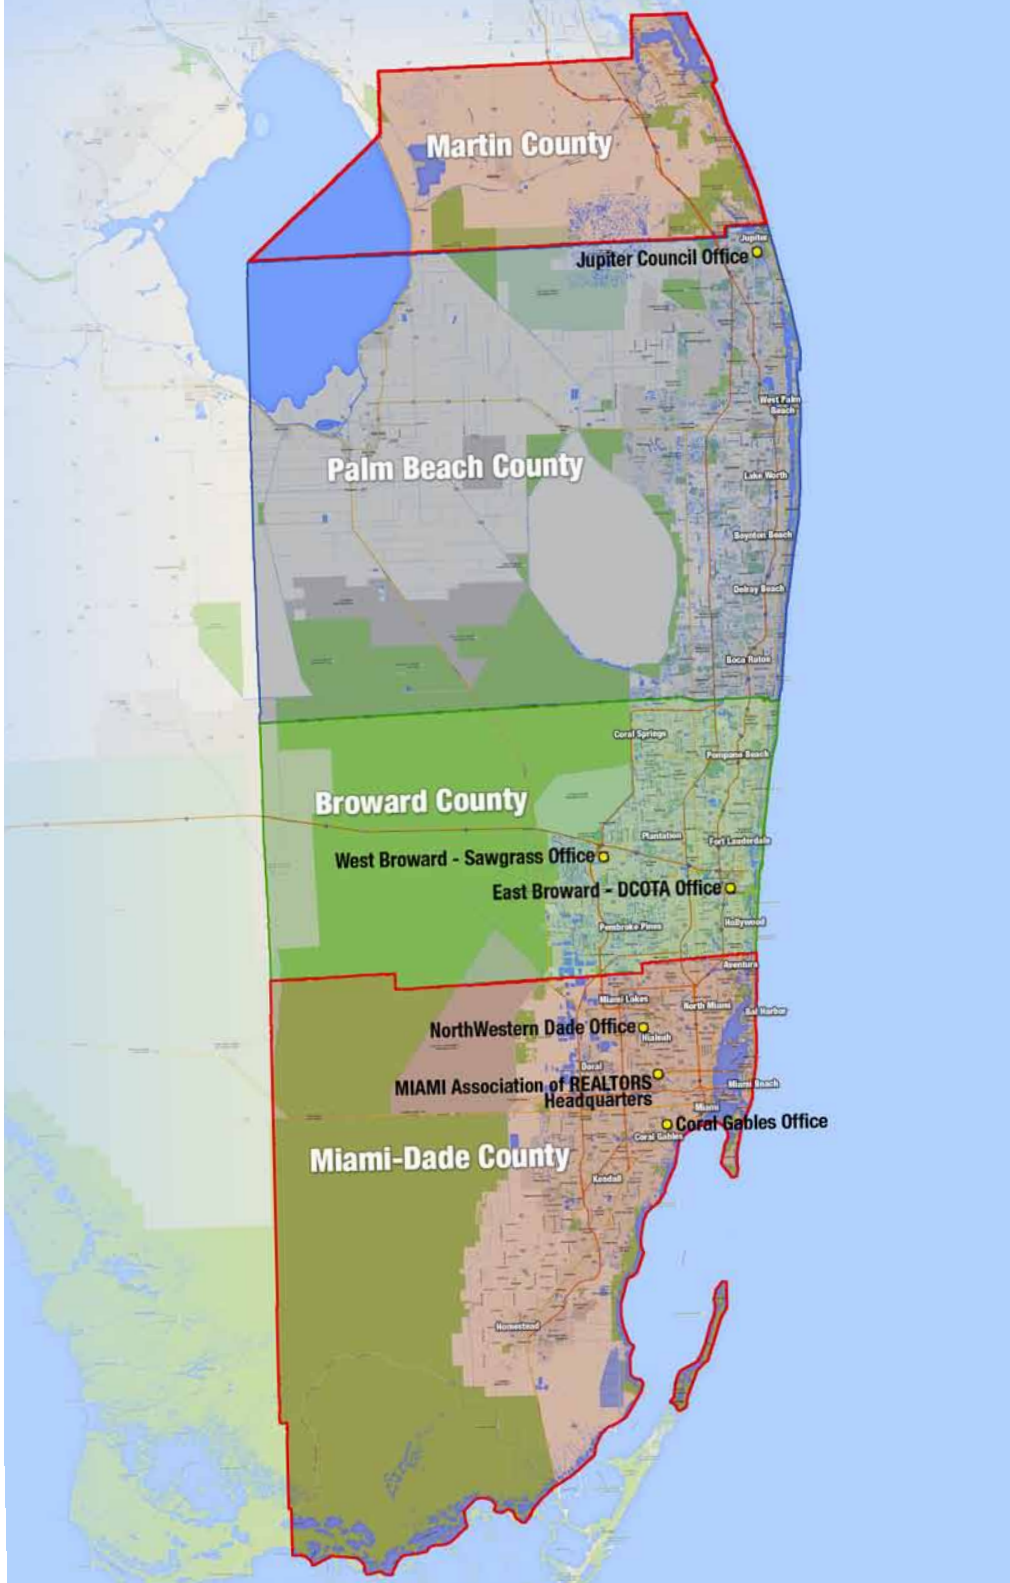 Martin County
Jupiter
Jupiter Council Office
West Palm
Beach
Palm Beach County
Lake Worth
Boynton Beach
Delray Beach
Boca Raton
Coral Springs
Pompano Beach
Broward County
Plantation
Fort Lauderdale
West Broward - Sawgrass Office
East Broward - DCOTA Office
Hollywood
Pembroke Pines
Aventura
Miami Lakes
North Miami
Bal Harbor
NorthWestern Dade Office
Hialeah
Doral
MIAMI Association of REALTORS
Headquarters
Miami Beach
Miami
Coral Gables Office
Coral Gables
Miami-Dade County
Kendall
Homestead